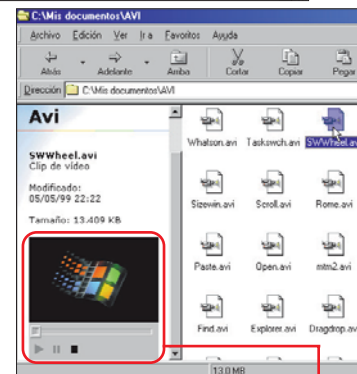 C:\Mis documentos\AVI
Archivo Edición Ver Ir a Favoritos Ayuda
Atrás Adelante Arriba Cortar Copiar Pegar
Dirección C:\Mis documentos\AVI
Avi
SWWheel.avi
Clip de vídeo
Modificado:
05/05/99 22:22
Tamaño: 13.409 KB
Whatson.avi Taskswch.avi SWWheel.av
Sizewin.avi Scroll.avi Rome.avi
Paste.avi Open.avi mtm2.avi
Find.avi Explorer.avi Dragdrop.av
13.0 MB